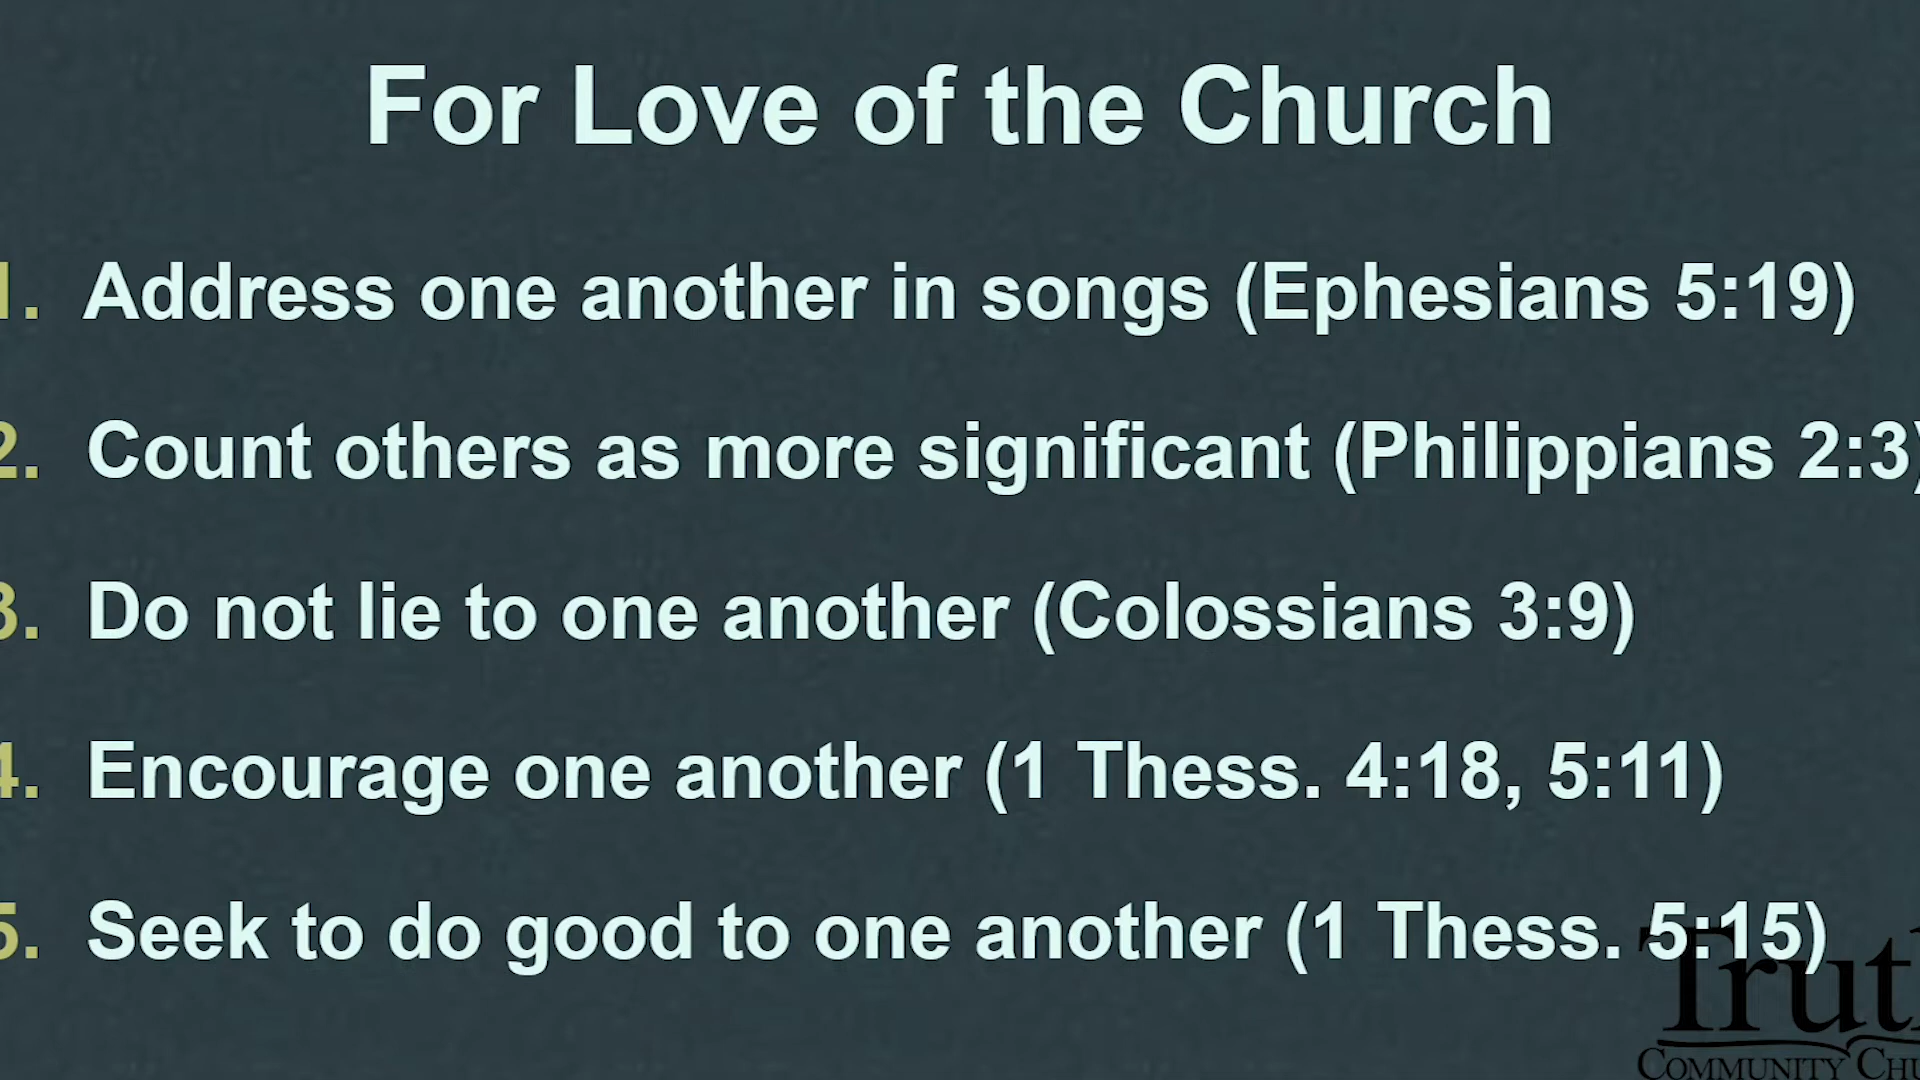 For Love of the Church
1. Address one another in songs (Ephesians 5:19)
2. Count others as more significant (Philippians 2:3)
3. Do not lie to one another (Colossians 3:9)
4. Encourage one another (1 Thess. 4:18, 5:11)
5. Seek to do good to one another (1 Thess. 5:15)
Trut
COMMUNITY CHU